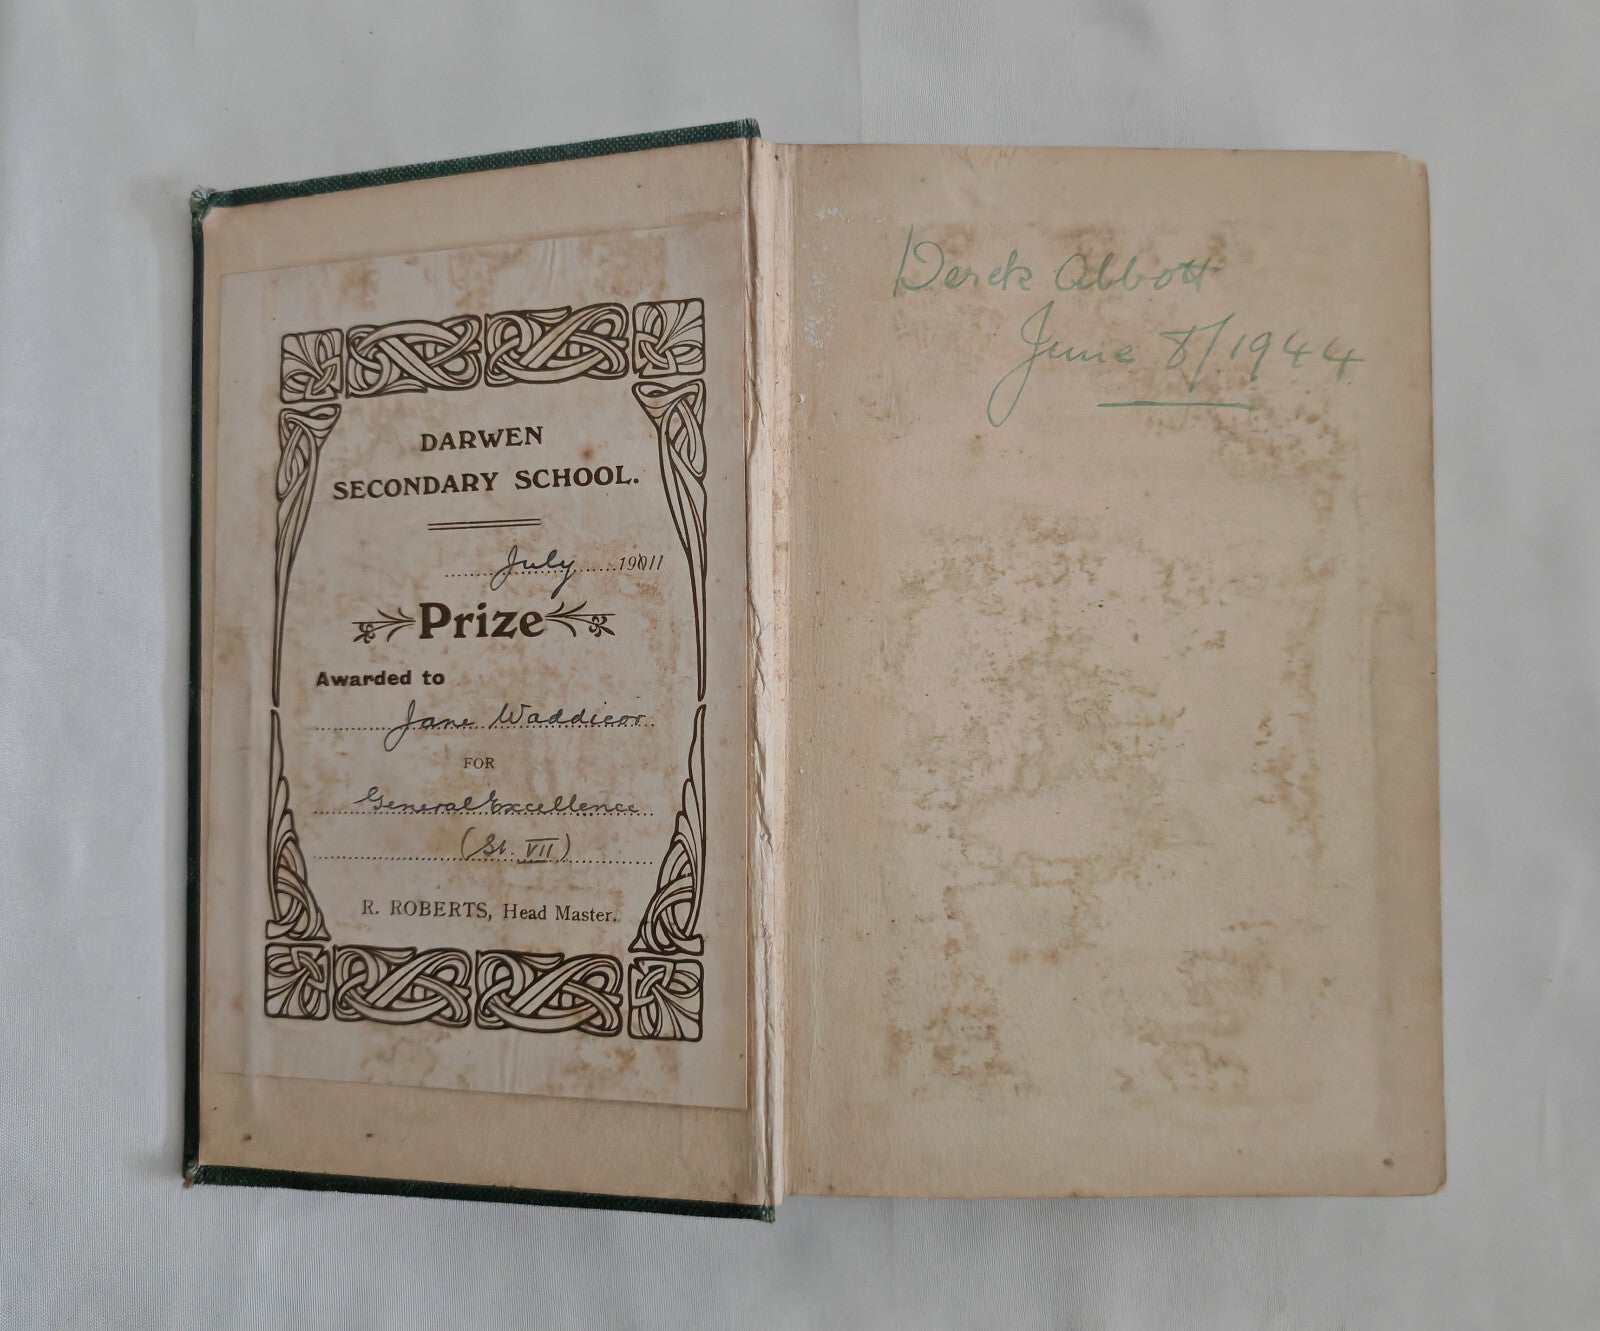 DARWEN
SECONDARY SCHOOL.
July 1911
Prize
Awarded to
Jane Waddicor
FOR
General Excellence
(St. VII)
R. ROBERTS, Head Master.
Derek Abbott
June 8/1944